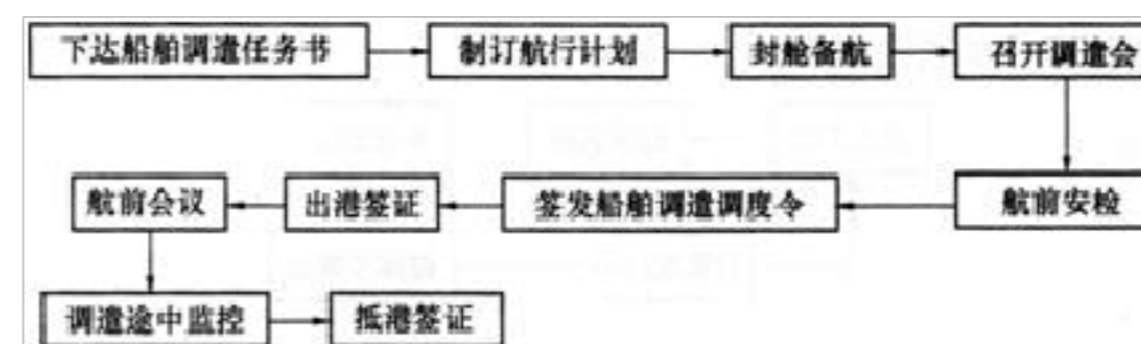 下达船舶调遣任务书
制订航行计划
封舱备航
召开调遣会
航前安检
签发船舶调遣调度令
出港签证
航前会议
调遣途中监控
抵港签证